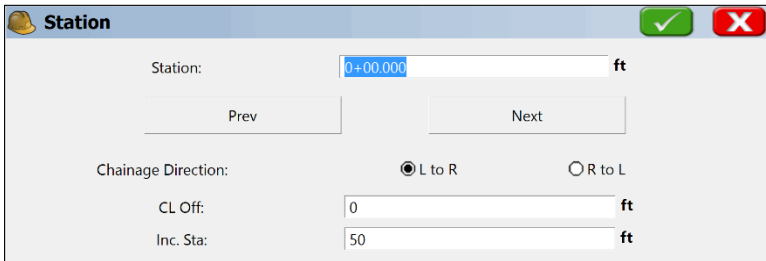 Station
Station: 0+00.000 ft
Prev Next
Chainage Direction: L to R R to L
CL Off: 0 ft
Inc. Sta: 50 ft